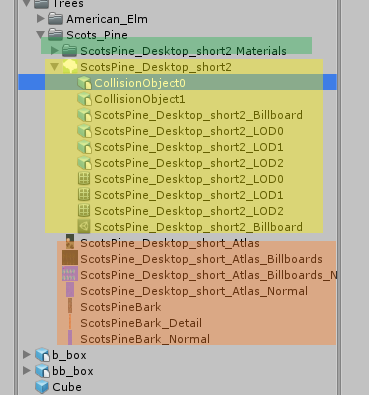 Trees
American_Elm
Scots_Pine
ScotsPine_Desktop_short2 Materials
ScotsPine_Desktop_short2
CollisionObject0
CollisionObject1
ScotsPine_Desktop_short2_Billboard
ScotsPine_Desktop_short2_LOD0
ScotsPine_Desktop_short2_LOD1
ScotsPine_Desktop_short2_LOD2
ScotsPine_Desktop_short2_LOD0
ScotsPine_Desktop_short2_LOD1
ScotsPine_Desktop_short2_LOD2
ScotsPine_Desktop_short2_Billboard
ScotsPine_Desktop_short_Atlas
ScotsPine_Desktop_short_Atlas_Billboards
ScotsPine_Desktop_short_Atlas_Billboards_N
ScotsPine_Desktop_short_Atlas_Normal
ScotsPineBark
ScotsPineBark_Detail
ScotsPineBark_Normal
b_box
bb_box
Cube